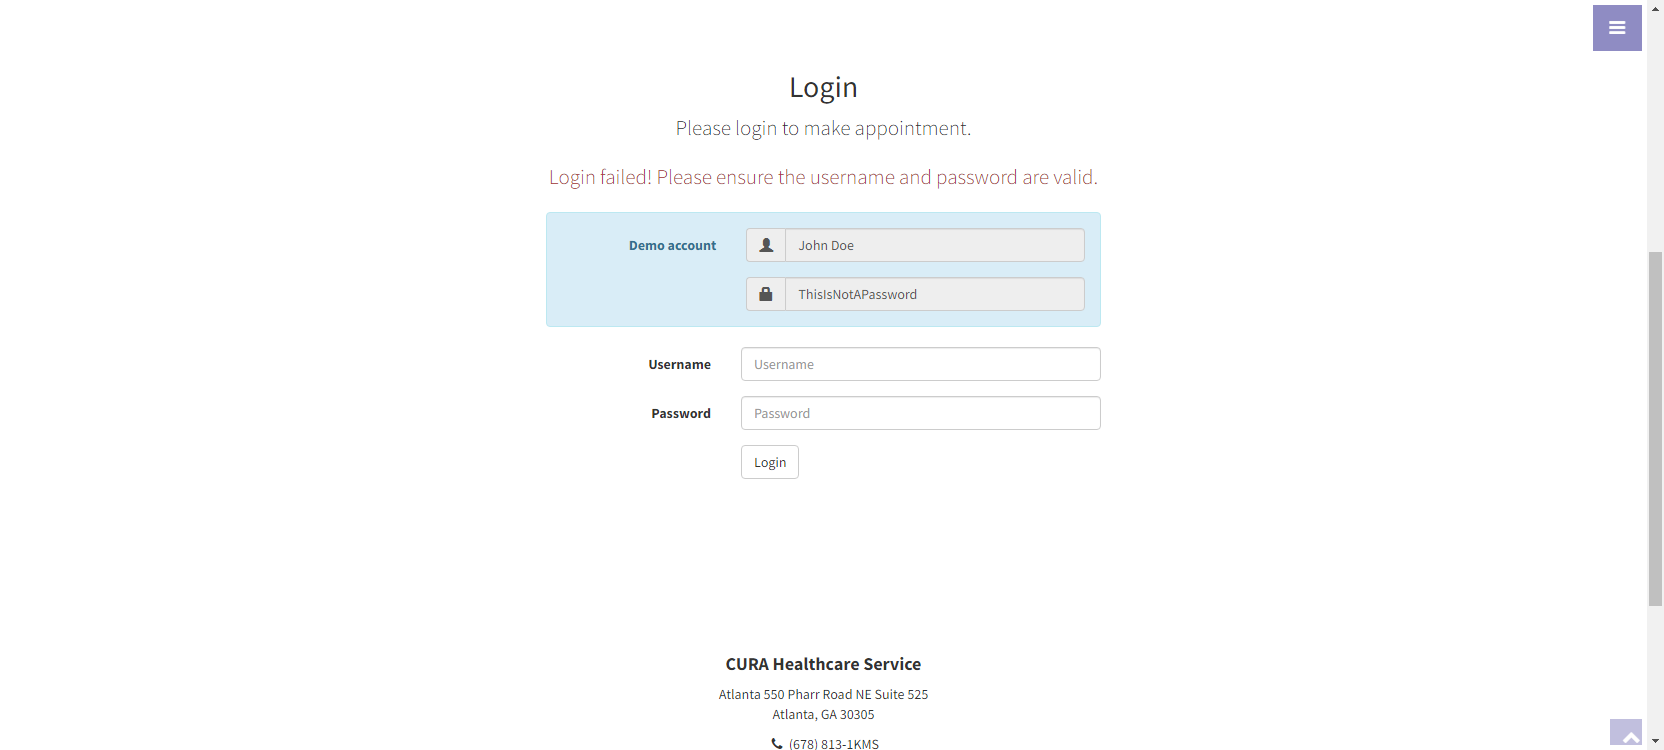 Login
Please login to make appointment.
Login failed! Please ensure the username and password are valid.
Demo account
John Doe
ThisIsNotAPassword
Username
Username
Password
Password
Login
CURA Healthcare Service
Atlanta 550 Pharr Road NE Suite 525
Atlanta, GA 30305
(678) 813-1KMS